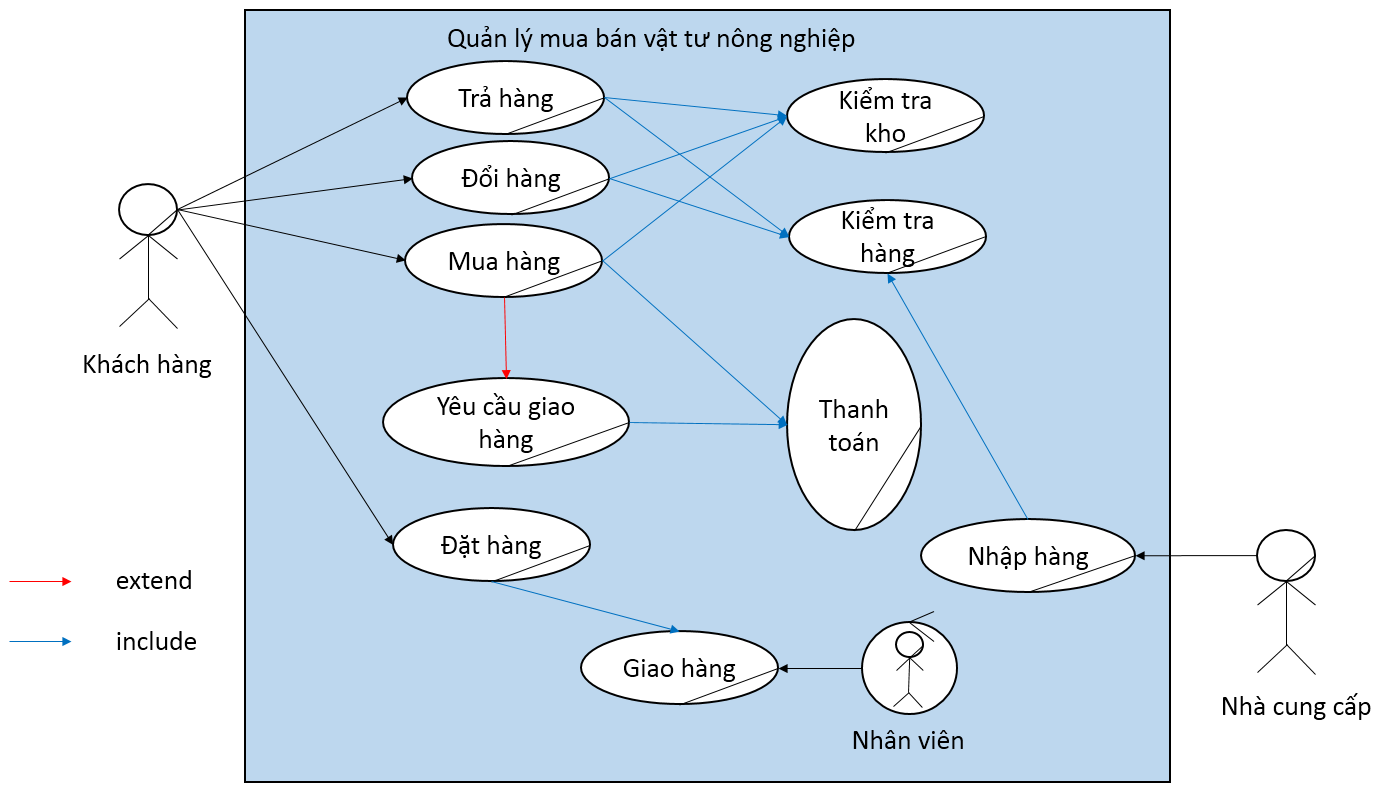 Quản lý mua bán vật tư nông nghiệp
Trả hàng
Kiểm tra
kho
Đổi hàng
Kiểm tra
hàng
Mua hàng
Khách hàng
Yêu cầu giao
hàng
Thanh
toán
Đặt hàng
Nhập hàng
extend
include
Giao hàng
Nhân viên
Nhà cung cấp